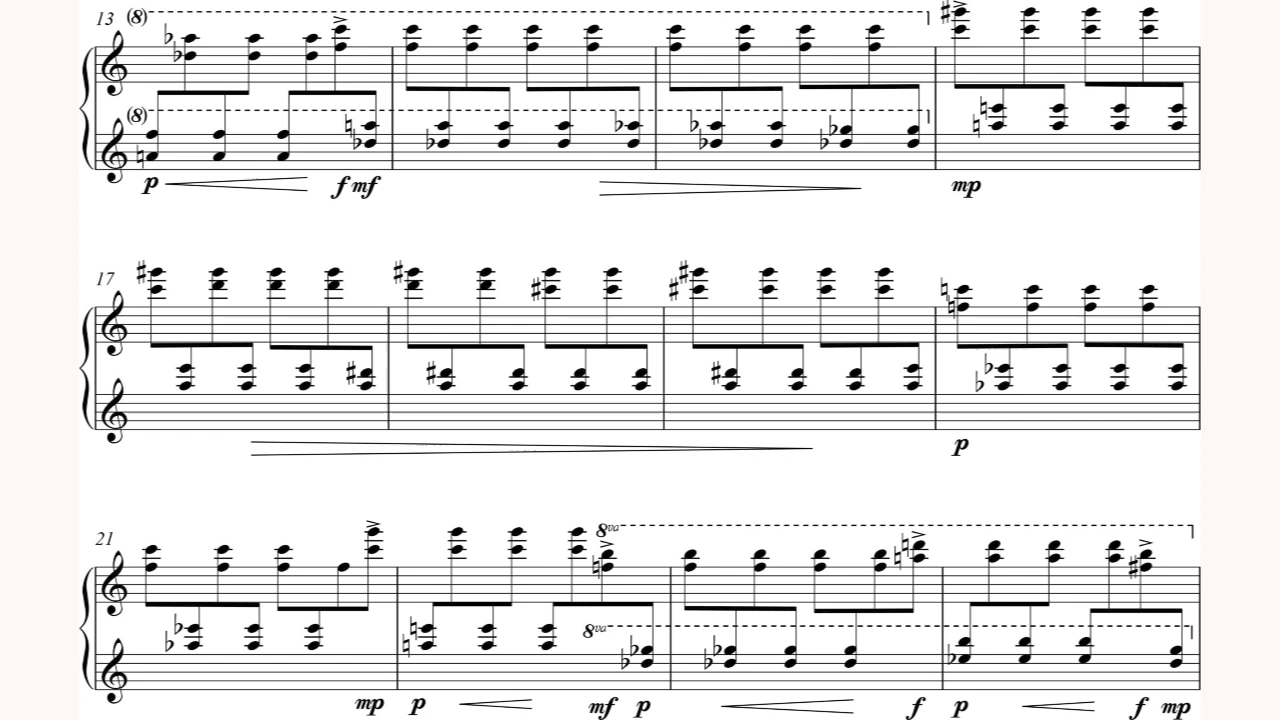 13 (8)
(8)
p f mf mp
17
p
21 8va
8va
mp p mf p f p f mp